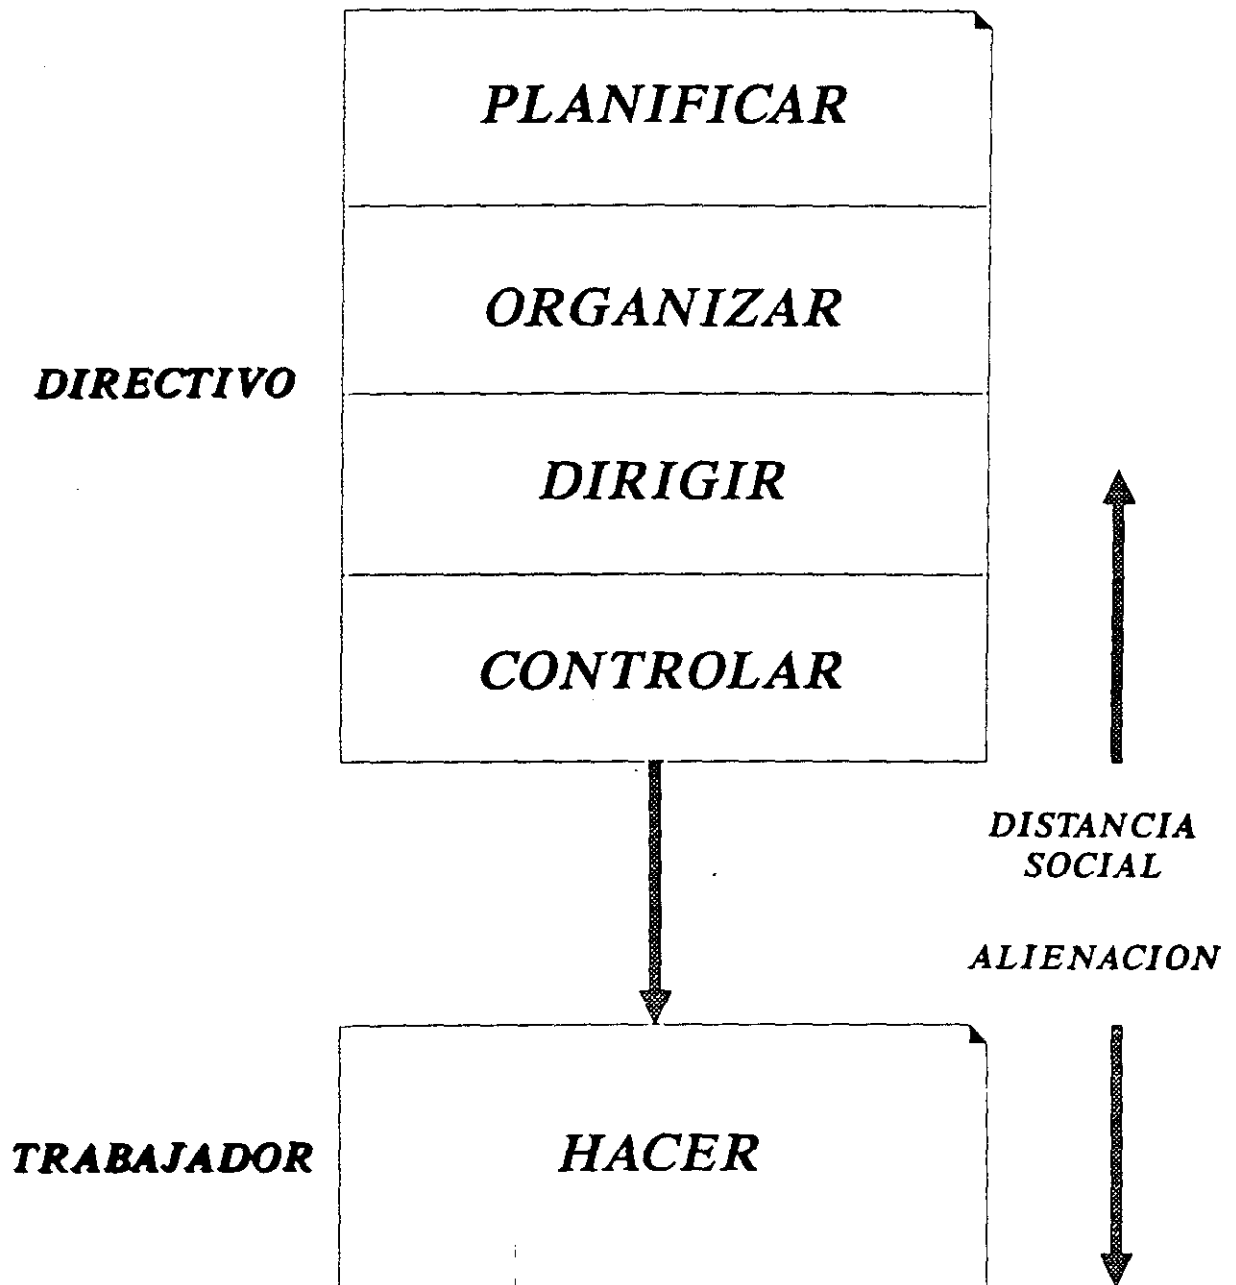 PLANIFICAR
ORGANIZAR
DIRECTIVO
DIRIGIR
CONTROLAR
DISTANCIA
SOCIAL
ALIENACION
TRABAJADOR
HACER